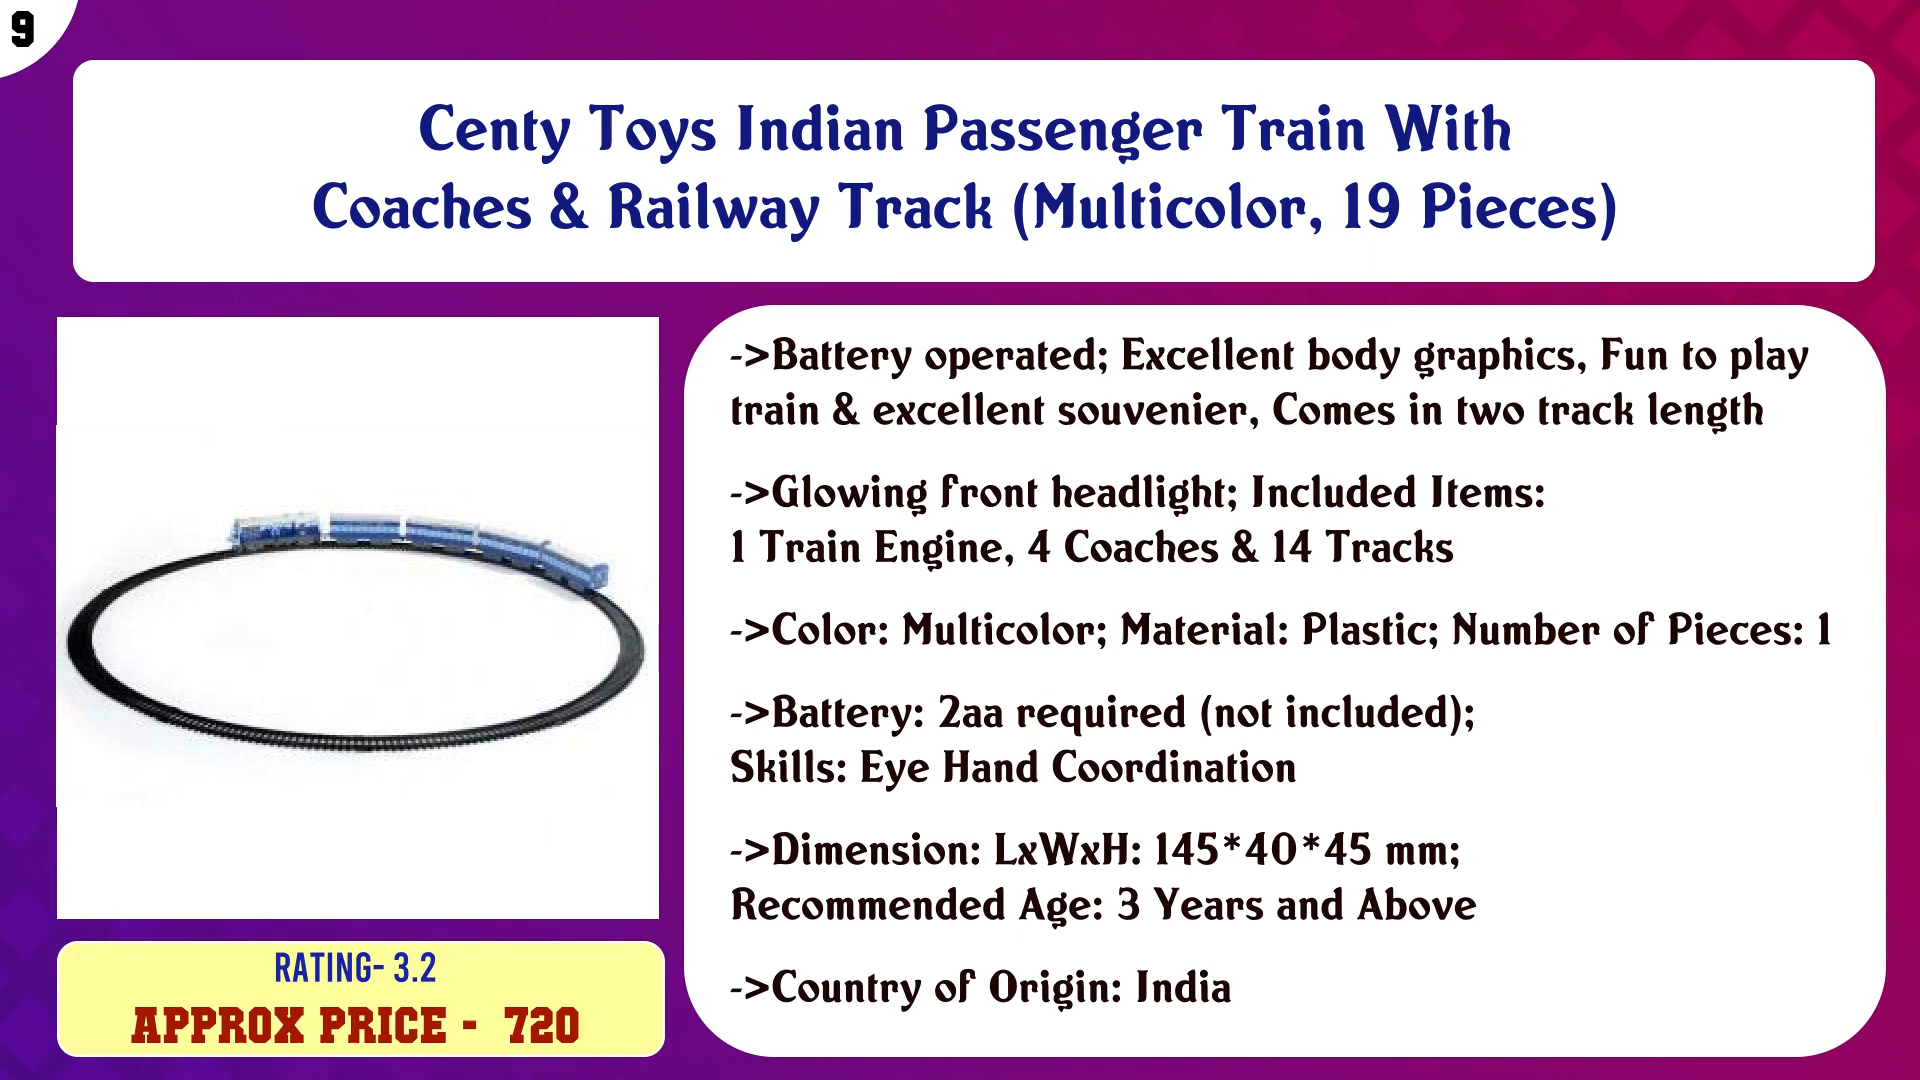 9
Centy Toys Indian Passenger Train With
Coaches & Railway Track (Multicolor, 19 Pieces)
->Battery operated; Excellent body graphics, Fun to play
train & excellent souvenier, Comes in two track length
->Glowing front headlight; Included Items:
1 Train Engine, 4 Coaches & 14 Tracks
->Color: Multicolor; Material: Plastic; Number of Pieces: 1
->Battery: 2aa required (not included);
Skills: Eye Hand Coordination
->Dimension: LxWxH: 145*40*45 mm;
Recommended Age: 3 Years and Above
->Country of Origin: India
RATING- 3.2
APPROX PRICE - 720